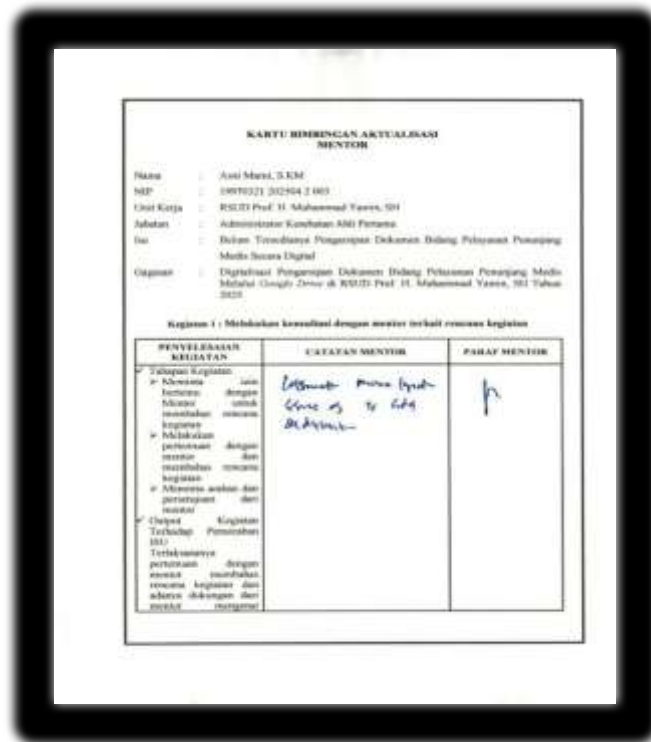 KARTU BIMBINGAN AKTUALISASI
MENTOR
Nama : Asni Marni, S.KM
NIP : 202504 2 003
Unit Kerja : RSUD Prof. H. Muhammad Yamin, SH
Jabatan : Administrator Kesehatan Ahli Pertama
Isu : Belum Tersedianya Pengarsipan Dokumen Bidang Pelayanan Penunjang
Medis Secara Digital
Gagasan : Digitalisasi Pengarsipan Dokumen Bidang Pelayanan Penunjang Medis
Melalui Google Drive di RSUD Prof. H. Muhammad Yamin, SH Tahun
2025
Kegiatan 1 : Melakukan konsultasi dengan mentor terkait rencana kegiatan
PENYELESAIAN
KEGIATAN
CATATAN MENTOR
PARAF MENTOR
✓ Tahapan Kegiatan
➢ Meminta izin
bertemu dengan
Mentor untuk
membahas rencana
kegiatan
➢ Melakukan
pertemuan dengan
mentor dan
membahas rencana
kegiatan
➢ Meminta arahan dan
persetujuan dari
mentor
✓ Output Kegiatan
Terhadap Pemecahan
ISU
Terlaksananya
pertemuan dengan
mentor membahas
rencana kegiatan dan
adanya dukungan dari
mentor mengenai